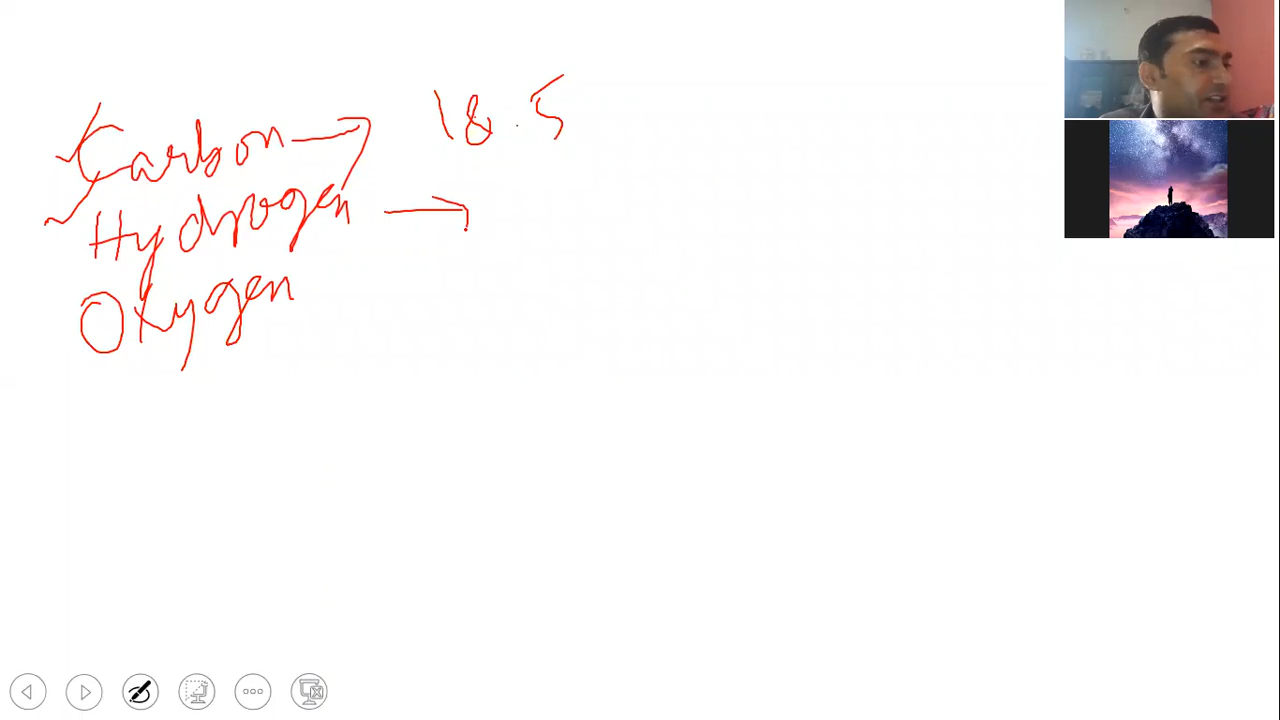 Carbon → 18.5
Hydrogen →
Oxygen